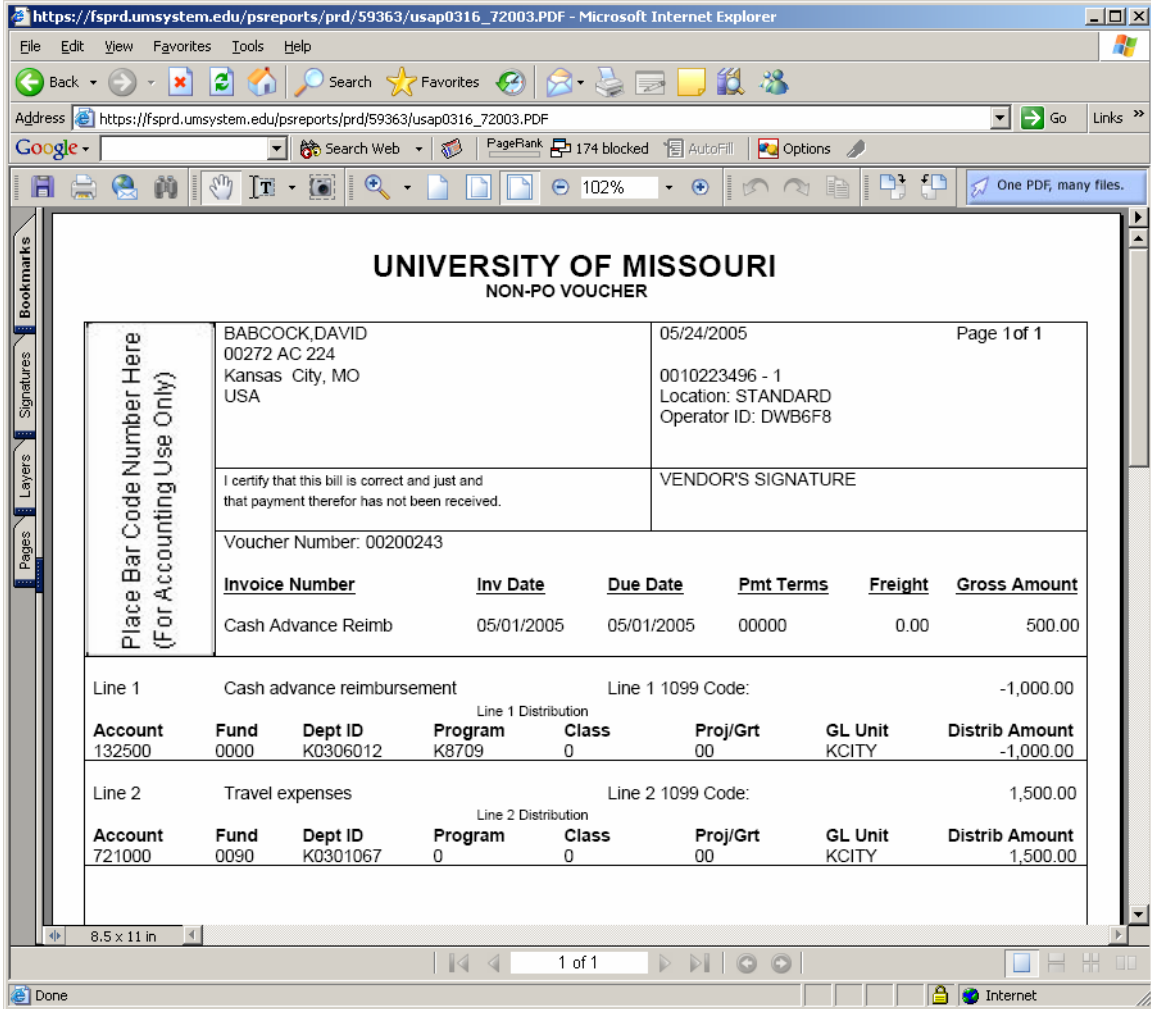 https://fsprd.umsystem.edu/psreports/prd/59363/usap0316_72003.PDF - Microsoft Internet Explorer
File Edit View Favorites Tools Help
Back Search Favorites
Address https://fsprd.umsystem.edu/psreports/prd/59363/usap0316_72003.PDF Go Links »
Google Search Web PageRank 174 blocked AutoFill Options
102% One PDF, many files.
Bookmarks
Signatures
Layers
Pages
UNIVERSITY OF MISSOURI
NON-PO VOUCHER
Place Bar Code Number Here
(For Accounting Use Only)
BABCOCK,DAVID 05/24/2005 Page 1 of 1
00272 AC 224
Kansas City, MO 0010223496 - 1
USA Location: STANDARD
Operator ID: DWB6F8
I certify that this bill is correct and just and VENDOR'S SIGNATURE
that payment therefor has not been received.
Voucher Number: 00200243
Invoice Number Inv Date Due Date Pmt Terms Freight Gross Amount
Cash Advance Reimb 05/01/2005 05/01/2005 00000 0.00 500.00
Line 1 Cash advance reimbursement Line 1 1099 Code: -1,000.00
Line 1 Distribution
Account Fund Dept ID Program Class Proj/Grt GL Unit Distrib Amount
132500 0000 K0306012 K8709 0 00 KCITY -1,000.00
Line 2 Travel expenses Line 2 1099 Code: 1,500.00
Line 2 Distribution
Account Fund Dept ID Program Class Proj/Grt GL Unit Distrib Amount
721000 0090 K0301067 0 0 00 KCITY 1,500.00
8.5 x 11 in
1 of 1
Done Internet